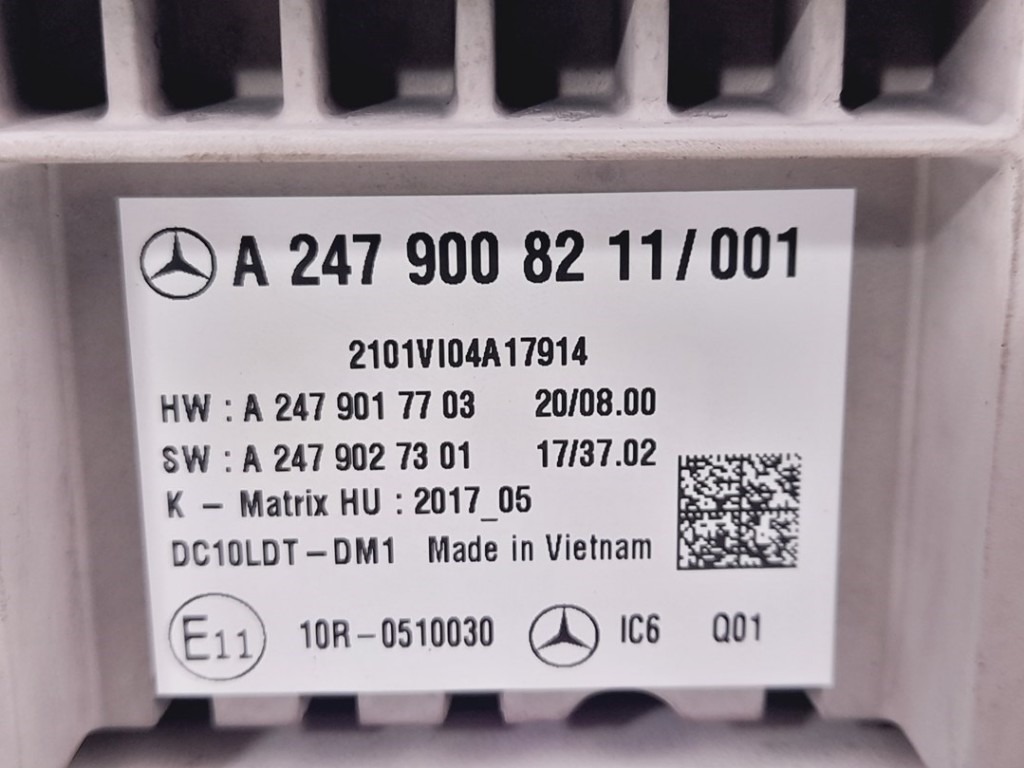 A 247 900 82 11/001
2101VI04A17914
HW : A 247 901 77 03 20/08.00
SW : A 247 902 73 01 17/37.02
K - Matrix HU : 2017_05
DC10LDT-DM1 Made in Vietnam
E11 10R-0510030 IC6 Q01